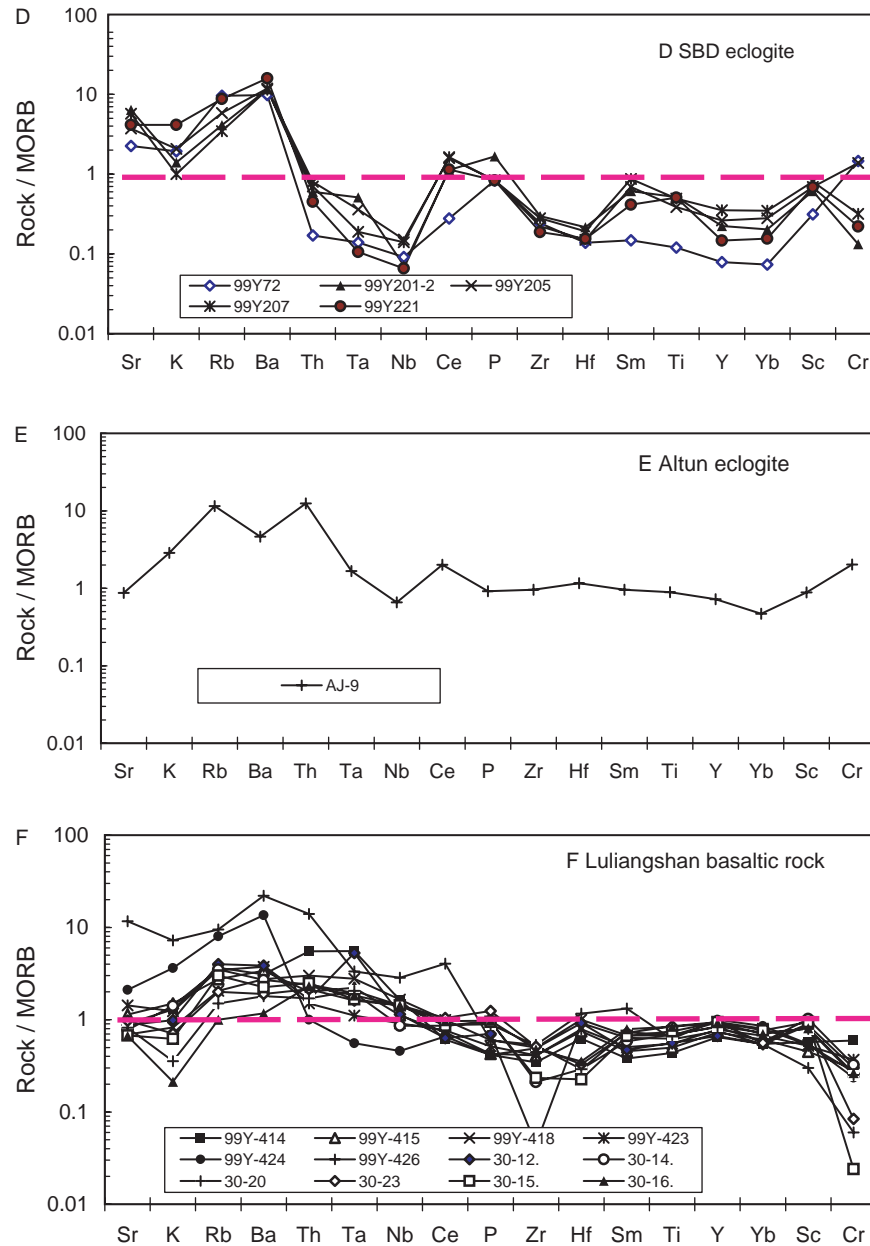 D
100
D SBD eclogite
10
1
0.1
0.01
Rock / MORB
99Y72 99Y201-2 99Y205
99Y207 99Y221
Sr K Rb Ba Th Ta Nb Ce P Zr Hf Sm Ti Y Yb Sc Cr
E
100
E Altun eclogite
10
1
0.1
0.01
Rock / MORB
AJ-9
Sr K Rb Ba Th Ta Nb Ce P Zr Hf Sm Ti Y Yb Sc Cr
F
100
F Luliangshan basaltic rock
10
1
0.1
0.01
Rock / MORB
99Y-414 99Y-415 99Y-418 99Y-423
99Y-424 99Y-426 30-12. 30-14.
30-20 30-23 30-15. 30-16.
Sr K Rb Ba Th Ta Nb Ce P Zr Hf Sm Ti Y Yb Sc Cr